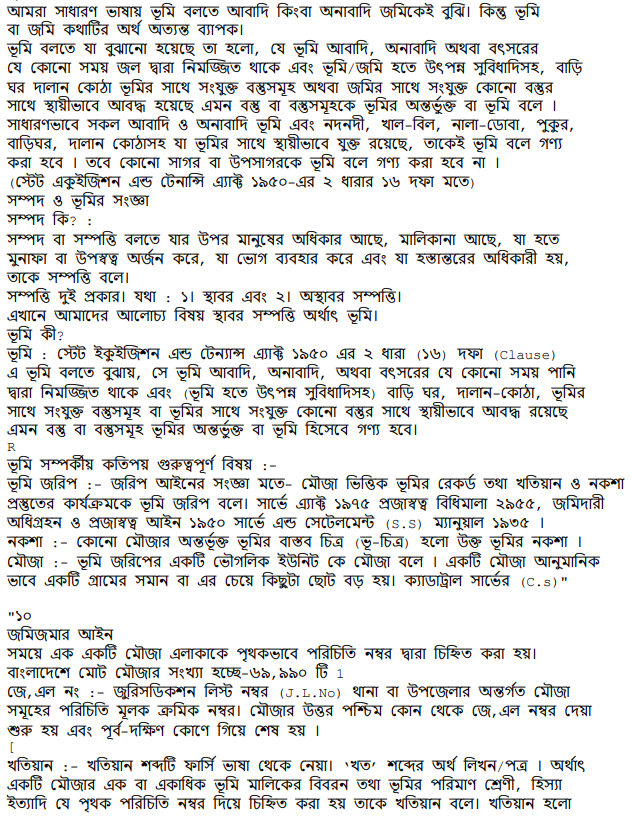 আমরা সাধারণ ভাষায় ভূমি বলতে আবাদি কিংবা অনাবাদি জমিকেই বুঝি। কিন্তু ভূমি
বা জমি কথাটির অর্থ অত্যন্ত ব্যাপক।
ভূমি বলতে যা বুঝানো হয়েছে তা হলো, যে ভূমি আবাদি, অনাবাদি অথবা বৎসরের
যে কোনো সময় জল দ্বারা নিমজ্জিত থাকে এবং ভূমি/জমি হতে উৎপন্ন সুবিধাদিসহ, বাড়ি
ঘর দালান কোঠা ভূমির সাথে সংযুক্ত বস্তুসমূহ অথবা জমির সাথে সংযুক্ত কোনো বস্তুর
সাথে স্থায়ীভাবে আবদ্ধ হয়েছে এমন বস্তু বা বস্তুসমূহকে ভূমির অন্তর্ভুক্ত বা ভূমি বলে ।
সাধারণভাবে সকল আবাদি ও অনাবাদি ভূমি এবং নদনদী, খাল-বিল, নালা-ডোবা, পুকুর,
বাড়িঘর, দালান কোঠাসহ যা ভূমির সাথে স্থায়ীভাবে যুক্ত রয়েছে, তাকেই ভূমি বলে গণ্য
করা হবে । তবে কোনো সাগর বা উপসাগরকে ভূমি বলে গণ্য করা হবে না ।
(স্টেট একুইজিশন এন্ড টেনান্সি এ্যাক্ট ১৯৫০-এর ২ ধারার ১৬ দফা মতে)
সম্পদ ও ভূমির সংজ্ঞা
সম্পদ কি? :
সম্পদ বা সম্পত্তি বলতে যার উপর মানুষের অধিকার আছে, মালিকানা আছে, যা হতে
মুনাফা বা উপস্বত্ব অর্জন করে, যা ভোগ ব্যবহার করে এবং যা হস্তান্তরের অধিকারী হয়,
তাকে সম্পত্তি বলে।
সম্পত্তি দুই প্রকার। যথা : ১। স্থাবর এবং ২। অস্থাবর সম্পত্তি।
এখানে আমাদের আলোচ্য বিষয় স্থাবর সম্পত্তি অর্থাৎ ভূমি।
ভূমি কী?
ভূমি : স্টেট ইকুইজিশন এন্ড টেন্যান্স এ্যাক্ট ১৯৫০ এর ২ ধারা (১৬) দফা (Clause)
এ ভূমি বলতে বুঝায়, সে ভূমি আবাদি, অনাবাদি, অথবা বৎসরের যে কোনো সময় পানি
দ্বারা নিমজ্জিত থাকে এবং (ভূমি হতে উৎপন্ন সুবিধাদিসহ) বাড়ি ঘর, দালান-কোঠা, ভূমির
সাথে সংযুক্ত বস্তুসমূহ বা ভূমির সাথে সংযুক্ত কোনো বস্তুর সাথে স্থায়ীভাবে আবদ্ধ রয়েছে
এমন বস্তু বা বস্তুসমূহ ভূমির অন্তর্ভুক্ত বা ভূমি হিসেবে গণ্য হবে।
R
ভূমি সম্পর্কীয় কতিপয় গুরুত্বপূর্ণ বিষয় :-
ভূমি জরিপ :- জরিপ আইনের সংজ্ঞা মতে- মৌজা ভিত্তিক ভূমির রেকর্ড তথা খতিয়ান ও নকশা
প্রস্তুতের কার্যক্রমকে ভূমি জরিপ বলে। সার্ভে এ্যাক্ট ১৯৭৫ প্রজাস্বত্ব বিধিমালা ২৯৫৫, জমিদারী
অধিগ্রহন ও প্রজাস্বত্ব আইন ১৯৫০ সার্ভে এন্ড সেটেলমেন্ট (S.S) ম্যানুয়াল ১৯৩৫ ।
নকশা :- কোনো মৌজার অন্তর্ভূক্ত ভূমির বাস্তব চিত্র (ভূ-চিত্র) হলো উক্ত ভূমির নকশা ।
মৌজা :- ভূমি জরিপের একটি ভৌগলিক ইউনিট কে মৌজা বলে । একটি মৌজা আনুমানিক
ভাবে একটি গ্রামের সমান বা এর চেয়ে কিছুটা ছোট বড় হয়। ক্যাডাট্রাল সার্ভের (C.s)"
"১০
জমিজমার আইন
সময়ে এক একটি মৌজা এলাকাকে পৃথকভাবে পরিচিতি নম্বর দ্বারা চিহ্নিত করা হয়।
বাংলাদেশে মোট মৌজার সংখ্যা হচ্ছে-৬৯,৯৯০ টি 1
জে,এল নং :- জুরিসডিকশন লিস্ট নম্বর (J.L.No) থানা বা উপজেলার অন্তর্গত মৌজা
সমূহের পরিচিতি মূলক ক্রমিক নম্বর। মৌজার উত্তর পশ্চিম কোন থেকে জে,এল নম্বর দেয়া
শুরু হয় এবং পূর্ব-দক্ষিণ কোণে গিয়ে শেষ হয় ।
[
খতিয়ান :- খতিয়ান শব্দটি ফার্সি ভাষা থেকে নেয়া। ‘খত’ শব্দের অর্থ লিখন/পত্র । অর্থাৎ
একটি মৌজার এক বা একাধিক ভূমি মালিকের বিবরন তথা ভূমির পরিমাণ শ্রেণী, হিস্যা
ইত্যাদি যে পৃথক পরিচিতি নম্বর দিয়ে চিহ্নিত করা হয় তাকে খতিয়ান বলে। খতিয়ান হলো